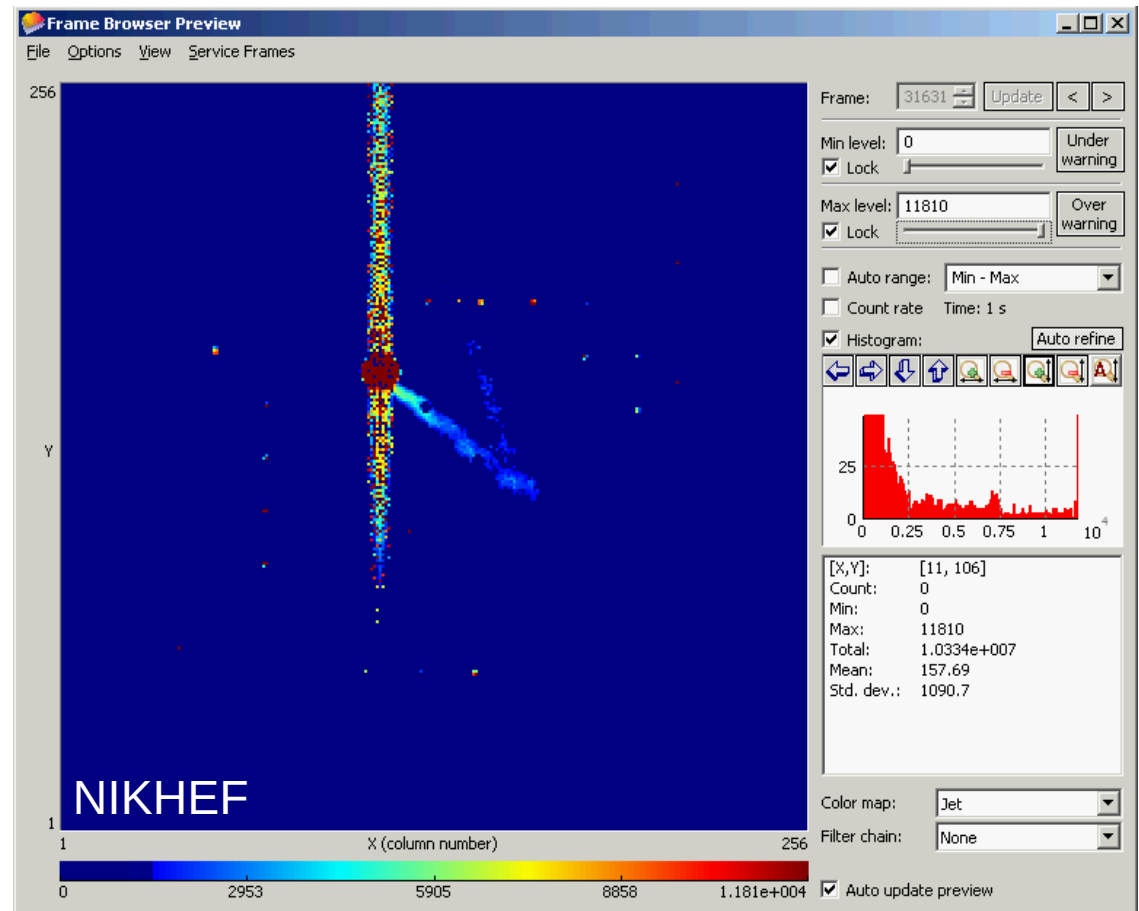 Frame Browser Preview
File Options View Service Frames
256
Y
1
NIKHEF
1 X (column number) 256
0 2953 5905 8858 1.181e+004
Frame: 31631 Update < >
Min level: 0 Under warning
Lock
Max level: 11810 Over warning
Lock
Auto range: Min - Max
Count rate Time: 1 s
Histogram: Auto refine
A
25
0
0 0.25 0.5 0.75 1 10^4
[X,Y]: [11, 106]
Count: 0
Min: 0
Max: 11810
Total: 1.0334e+007
Mean: 157.69
Std. dev.: 1090.7
Color map: Jet
Filter chain: None
Auto update preview